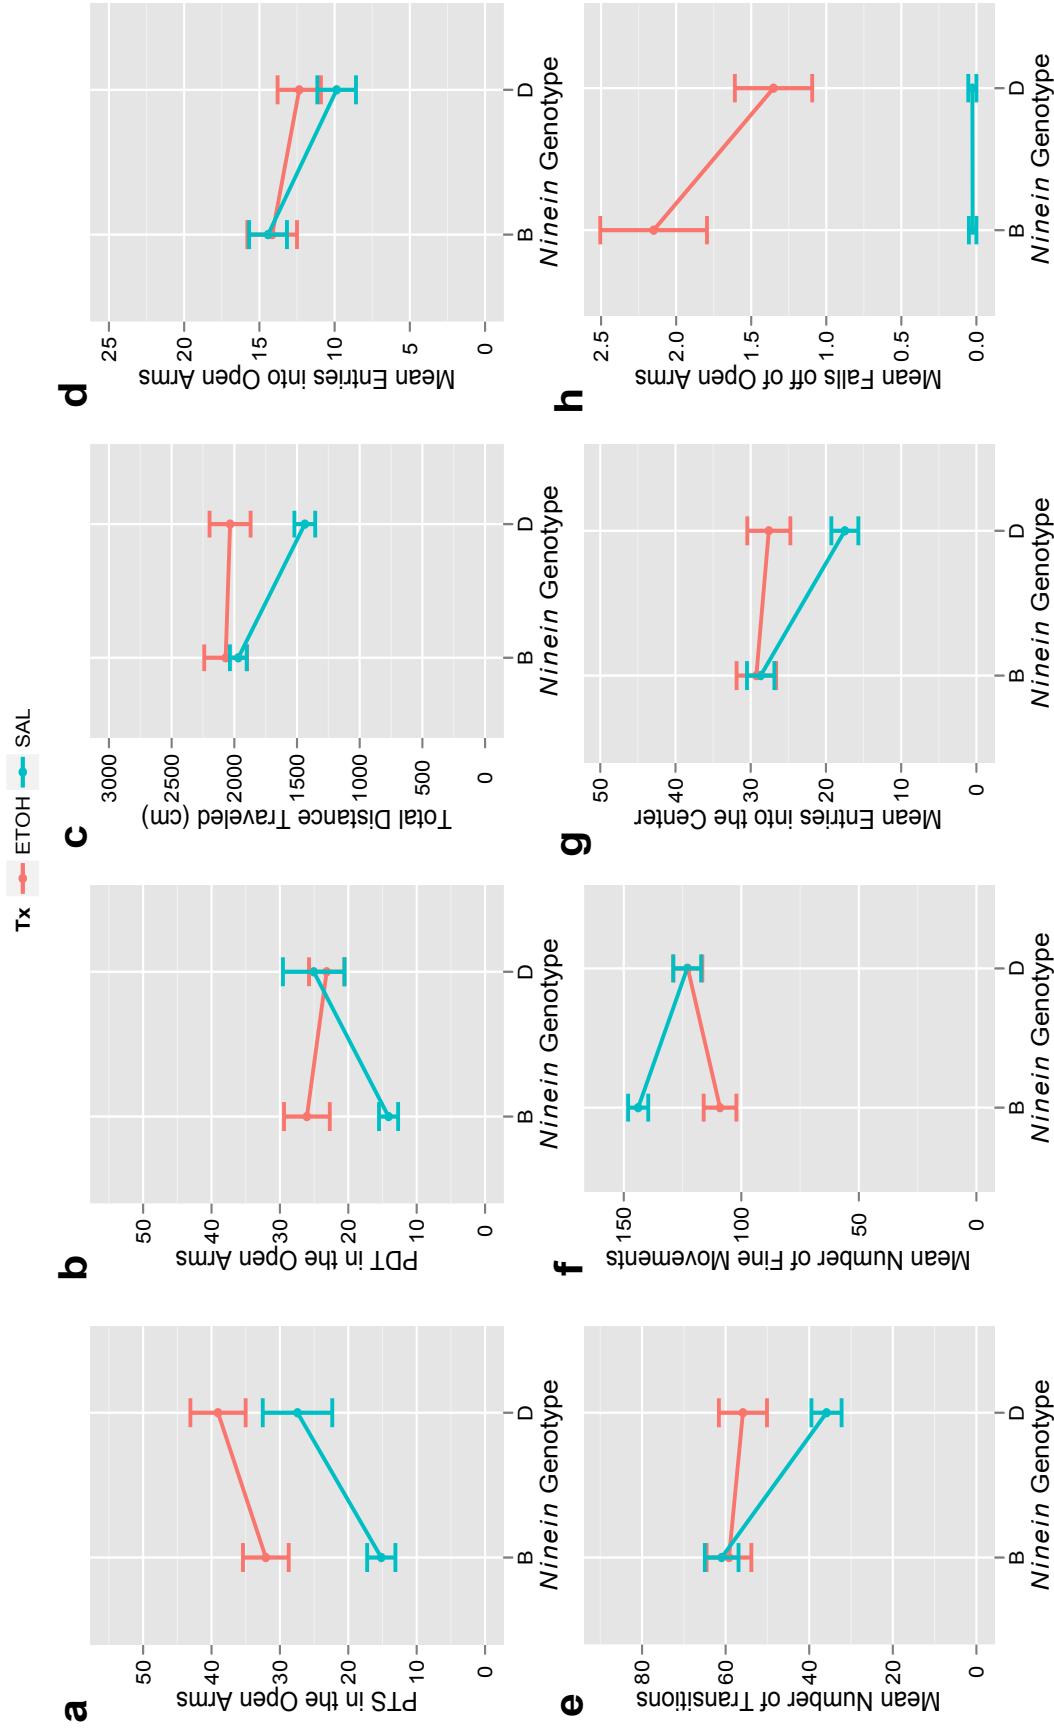 Tx ETOH SAL
a
PTS in the Open Arms
50
40
30
20
10
0
B D
Ninein Genotype
b
PDT in the Open Arms
50
40
30
20
10
0
B D
Ninein Genotype
c
Total Distance Traveled (cm)
3000
2500
2000
1500
1000
500
0
B D
Ninein Genotype
d
Mean Entries into Open Arms
25
20
15
10
5
0
B D
Ninein Genotype
e
Mean Number of Transitions
80
60
40
20
0
B D
Ninein Genotype
f
Mean Number of Fine Movements
150
100
50
0
B D
Ninein Genotype
g
Mean Entries into the Center
50
40
30
20
10
0
B D
Ninein Genotype
h
Mean Falls off of Open Arms
2.5
2.0
1.5
1.0
0.5
0.0
B D
Ninein Genotype